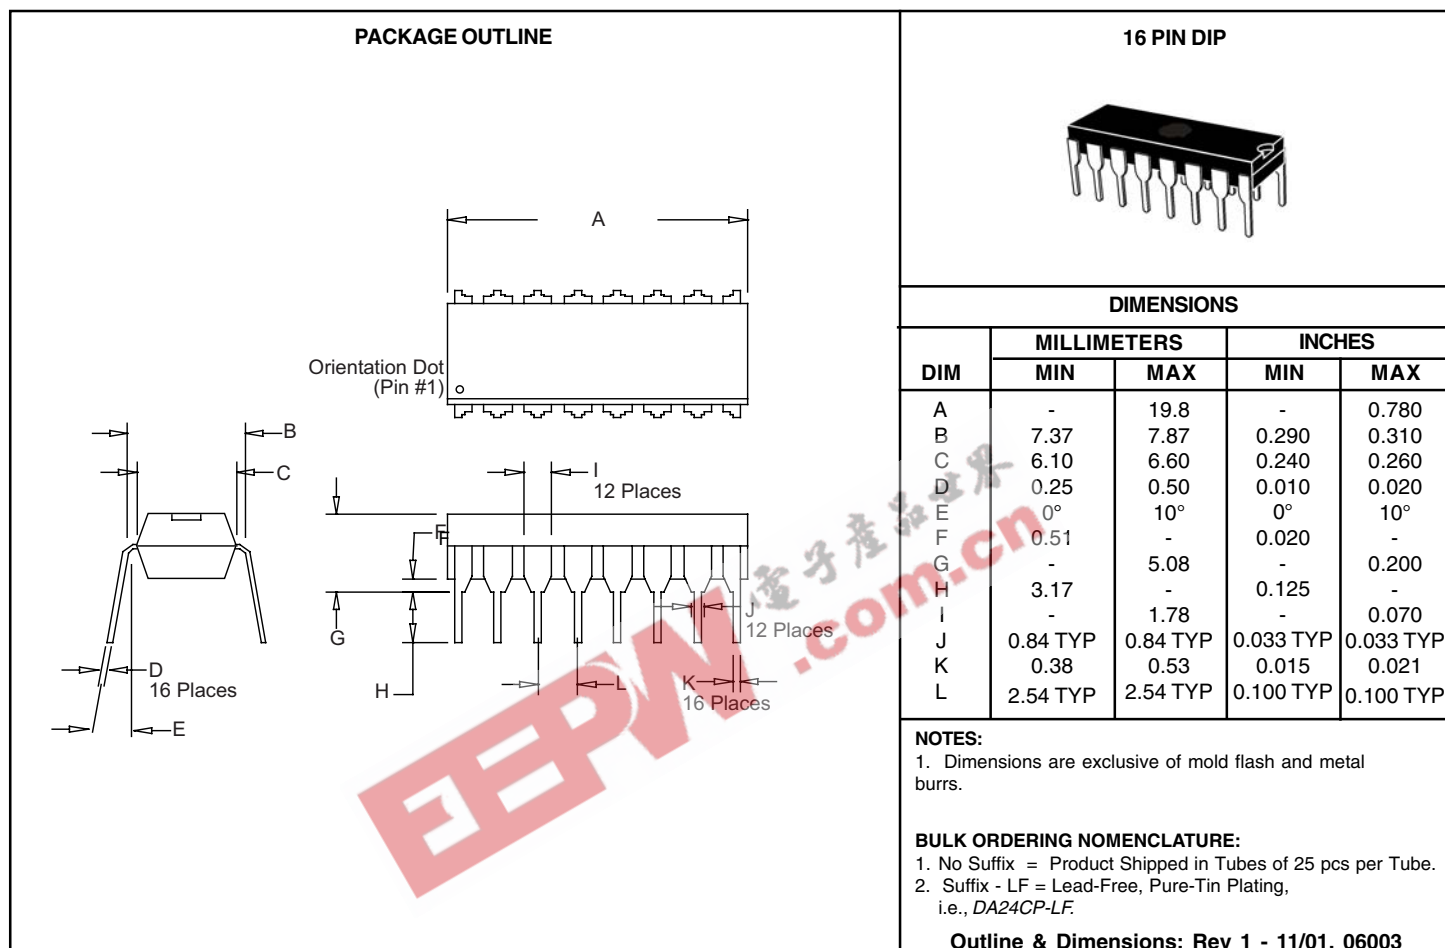 PACKAGE OUTLINE
A
Orientation Dot
(Pin #1)
B
C
I
12 Places
F
G
J
12 Places
D
16 Places
H
L
K
16 Places
E
16 PIN DIP
DIMENSIONS
MILLIMETERS INCHES
DIM MIN MAX MIN MAX
A - 19.8 - 0.780
B 7.37 7.87 0.290 0.310
C 6.10 6.60 0.240 0.260
D 0.25 0.50 0.010 0.020
E 0° 10° 0° 10°
F 0.51 - 0.020 -
G - 5.08 - 0.200
H 3.17 - 0.125 -
I - 1.78 - 0.070
J 0.84 TYP 0.84 TYP 0.033 TYP 0.033 TYP
K 0.38 0.53 0.015 0.021
L 2.54 TYP 2.54 TYP 0.100 TYP 0.100 TYP
NOTES:
1. Dimensions are exclusive of mold flash and metal
burrs.
BULK ORDERING NOMENCLATURE:
1. No Suffix = Product Shipped in Tubes of 25 pcs per Tube.
2. Suffix - LF = Lead-Free, Pure-Tin Plating,
i.e., DA24CP-LF.
Outline & Dimensions: Rev 1 - 11/01, 06003
EEPW.com.cn
電子產品世界